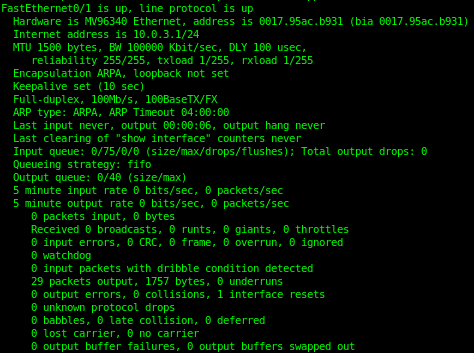 FastEthernet0/1 is up, line protocol is up
Hardware is MV96340 Ethernet, address is 0017.95ac.b931 (bia 0017.95ac.b931)
Internet address is 10.0.3.1/24
MTU 1500 bytes, BW 100000 Kbit/sec, DLY 100 usec,
reliability 255/255, txload 1/255, rxload 1/255
Encapsulation ARPA, loopback not set
Keepalive set (10 sec)
Full-duplex, 100Mb/s, 100BaseTX/FX
ARP type: ARPA, ARP Timeout 04:00:00
Last input never, output 00:00:06, output hang never
Last clearing of "show interface" counters never
Input queue: 0/75/0/0 (size/max/drops/flushes); Total output drops: 0
Queueing strategy: fifo
Output queue: 0/40 (size/max)
5 minute input rate 0 bits/sec, 0 packets/sec
5 minute output rate 0 bits/sec, 0 packets/sec
0 packets input, 0 bytes
Received 0 broadcasts, 0 runts, 0 giants, 0 throttles
0 input errors, 0 CRC, 0 frame, 0 overrun, 0 ignored
0 watchdog
0 input packets with dribble condition detected
29 packets output, 1757 bytes, 0 underruns
0 output errors, 0 collisions, 1 interface resets
0 unknown protocol drops
0 babbles, 0 late collision, 0 deferred
0 lost carrier, 0 no carrier
0 output buffer failures, 0 output buffers swapped out